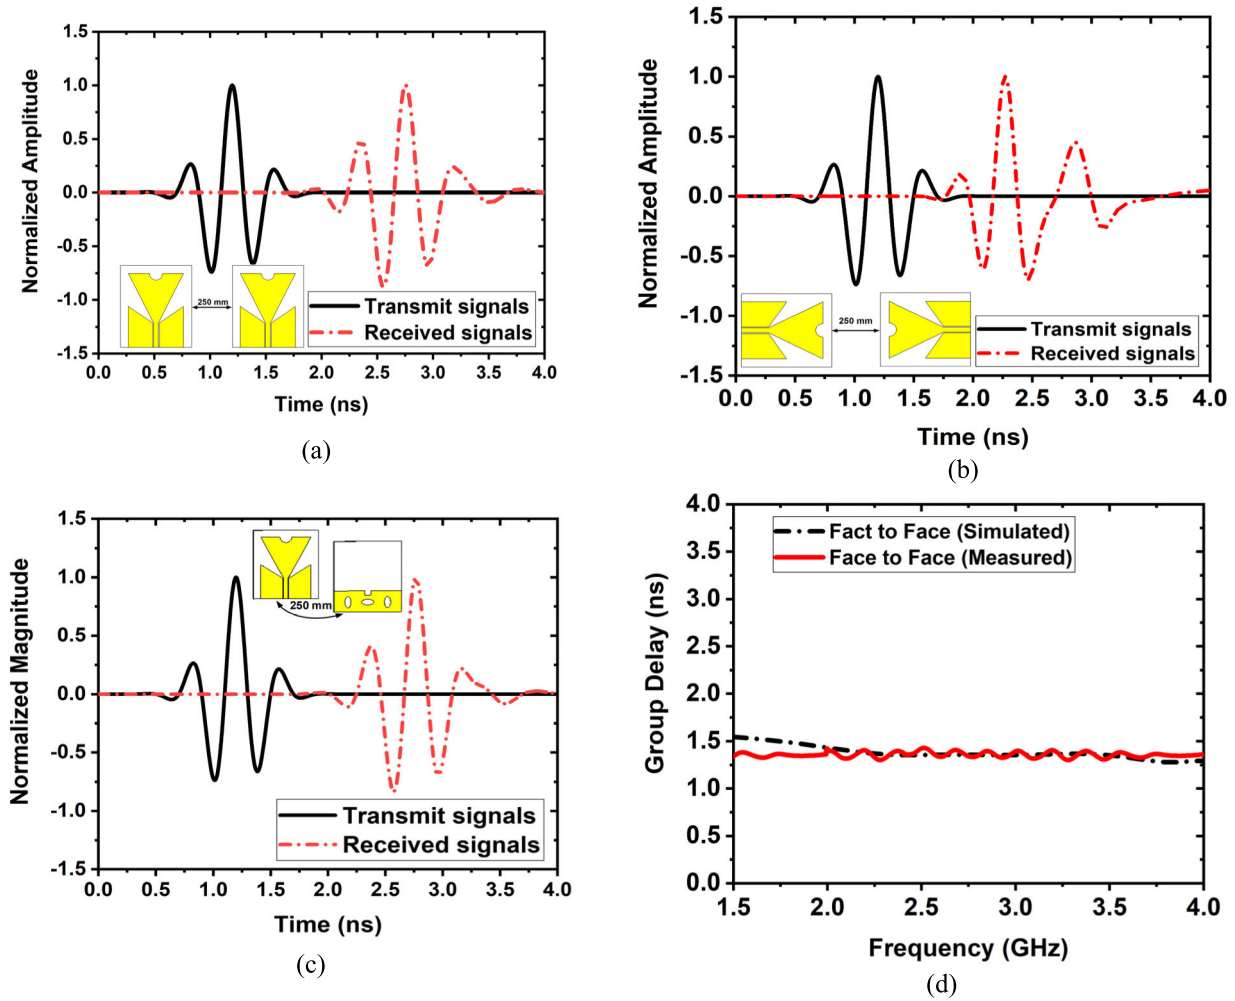 1.5
1.0
0.5
0.0
-0.5
-1.0
-1.5
Normalized Amplitude
250 mm
Transmit signals
Received signals
0.0 0.5 1.0 1.5 2.0 2.5 3.0 3.5 4.0
Time (ns)
(a)
1.5
1.0
0.5
0.0
-0.5
-1.0
-1.5
Normalized Amplitude
250 mm
Transmit signals
Received signals
0.0 0.5 1.0 1.5 2.0 2.5 3.0 3.5 4.0
Time (ns)
(b)
1.5
1.0
0.5
0.0
-0.5
-1.0
-1.5
Normalized Magnitude
250 mm
Transmit signals
Received signals
0.0 0.5 1.0 1.5 2.0 2.5 3.0 3.5 4.0
Time (ns)
(c)
4.0
3.5
3.0
2.5
2.0
1.5
1.0
0.5
0.0
Group Delay (ns)
Fact to Face (Simulated)
Face to Face (Measured)
1.5 2.0 2.5 3.0 3.5 4.0
Frequency (GHz)
(d)